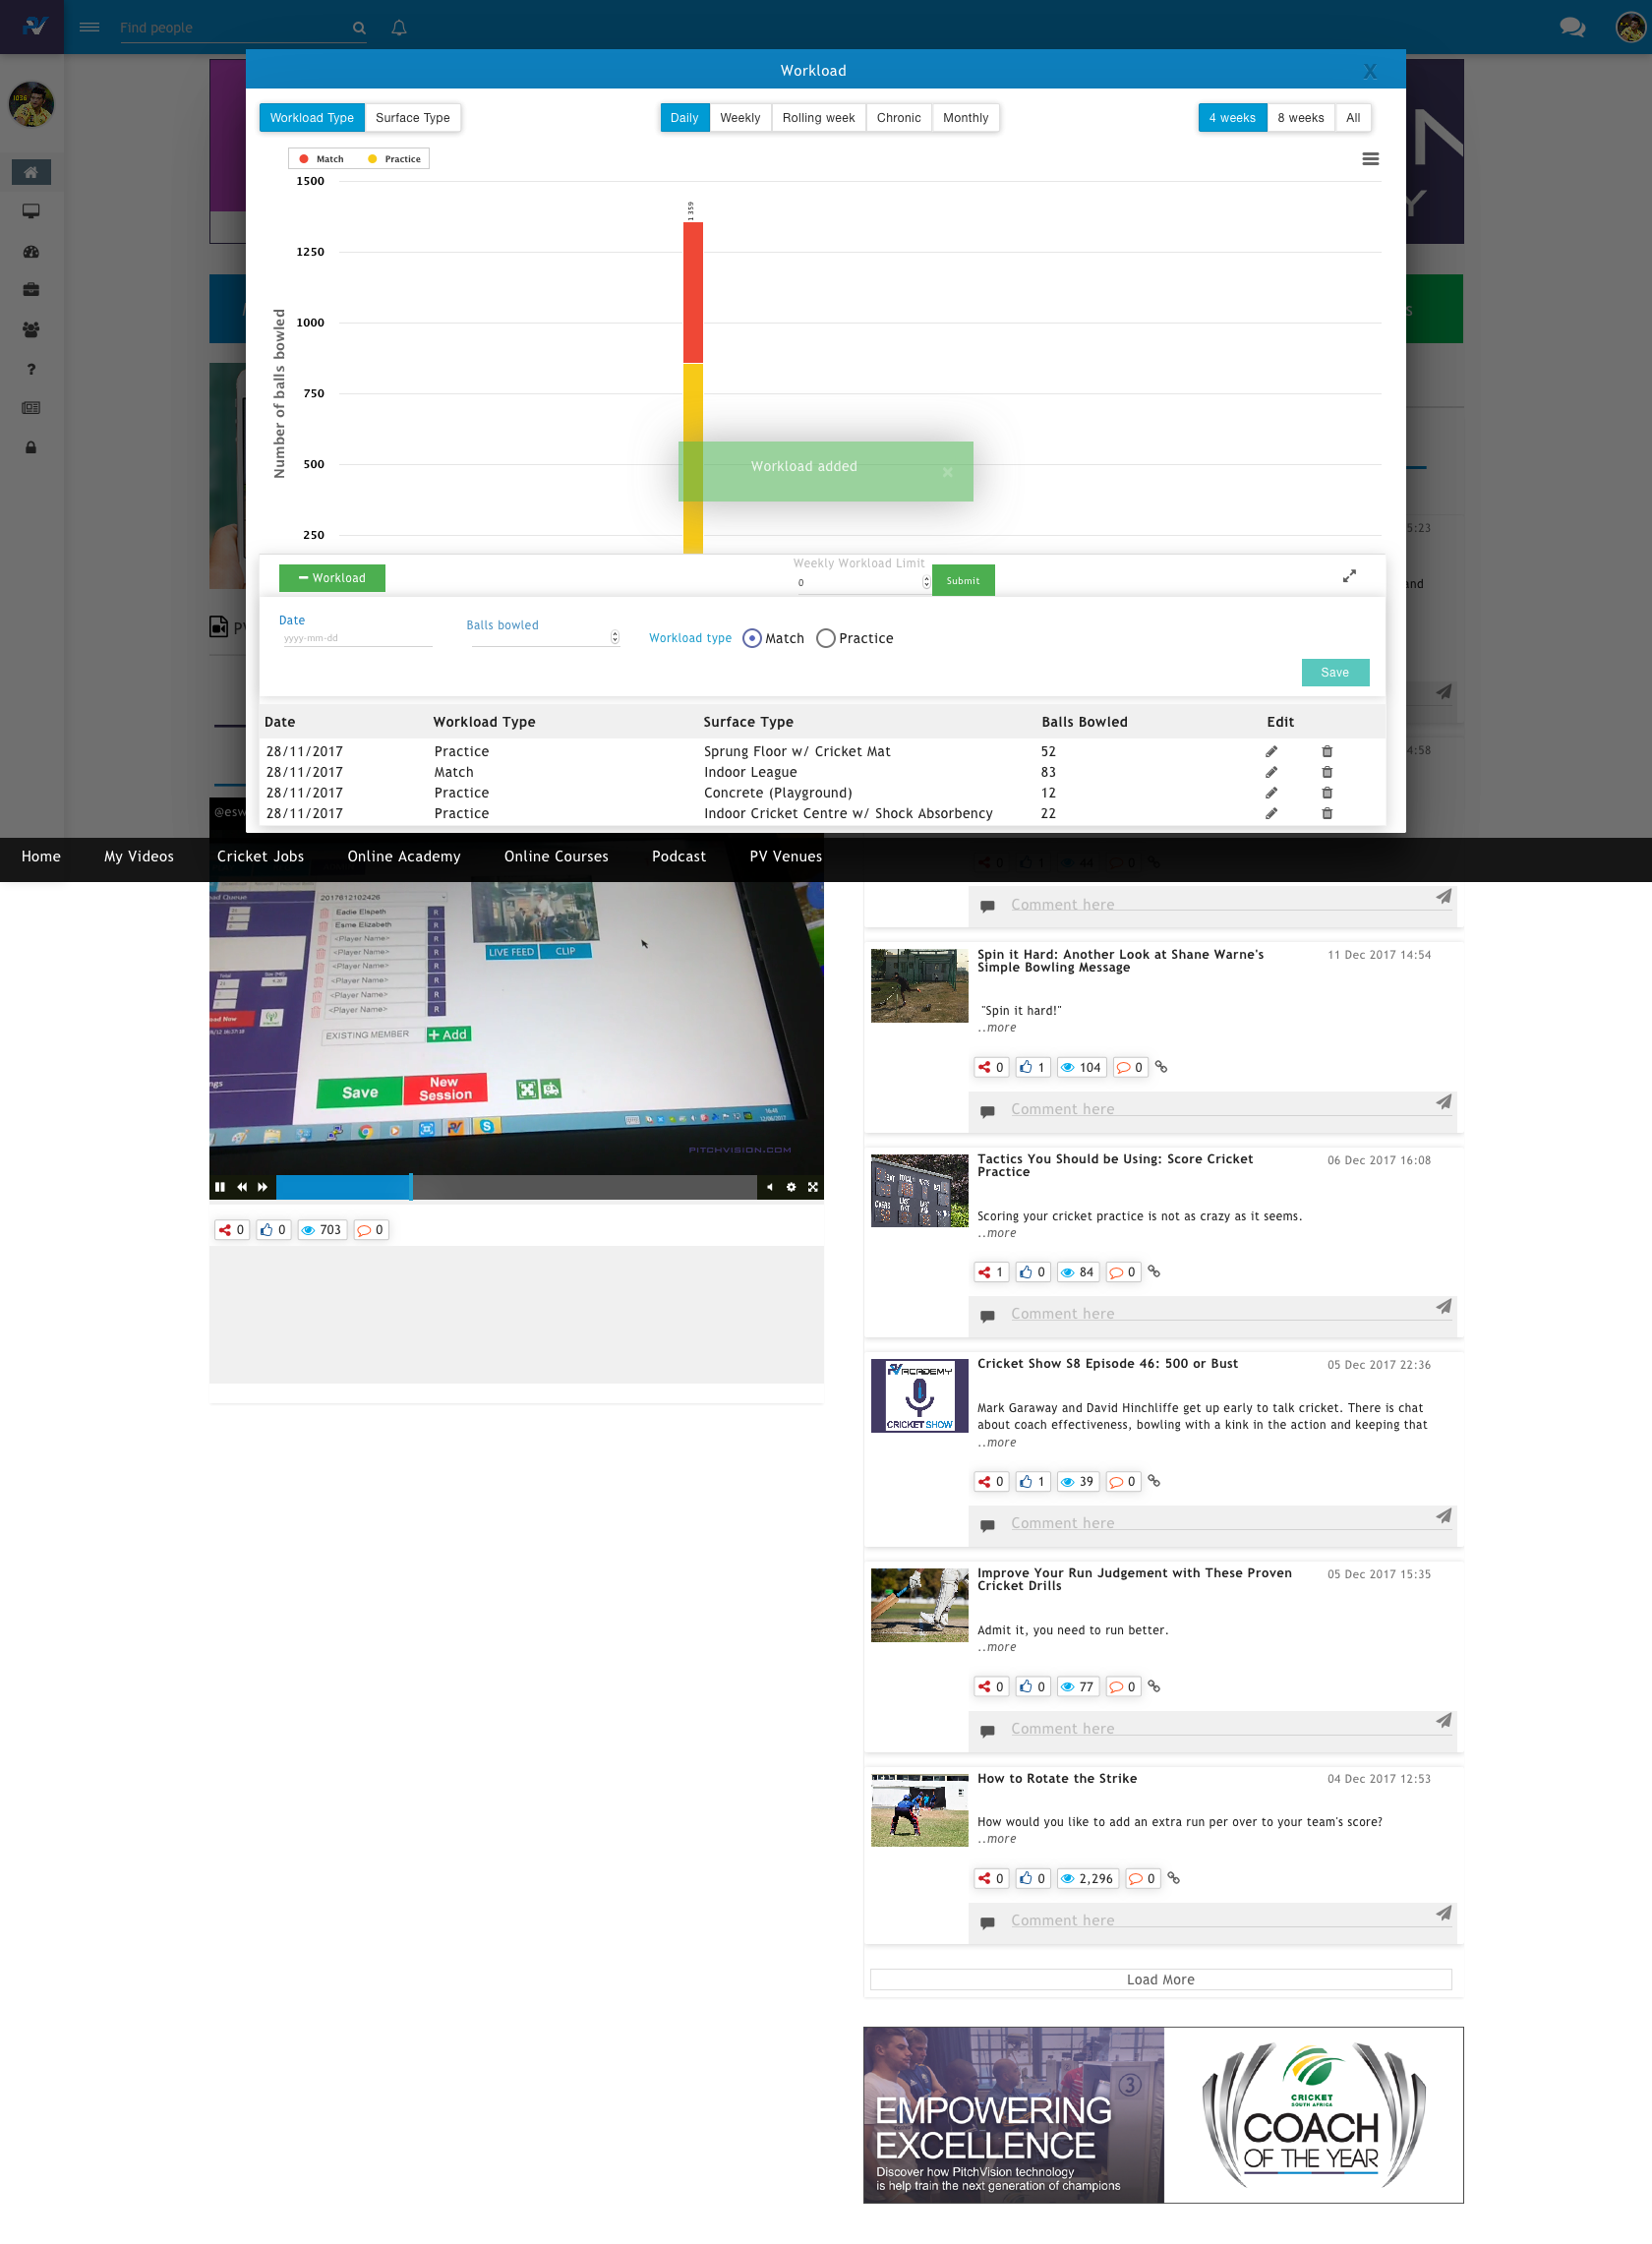 Find people
Workload
X
Workload Type
Surface Type
Daily
Weekly
Rolling week
Chronic
Monthly
4 weeks
8 weeks
All
Match
Practice
1500
1250
1000
750
500
250
Number of balls bowled
1 359
Workload added
×
Workload
Weekly Workload Limit
0
Submit
Date
yyyy-mm-dd
Balls bowled
Workload type
Match
Practice
Save
Date Workload Type Surface Type Balls Bowled Edit
28/11/2017 Practice Sprung Floor w/ Cricket Mat 52
28/11/2017 Match Indoor League 83
28/11/2017 Practice Concrete (Playground) 12
28/11/2017 Practice Indoor Cricket Centre w/ Shock Absorbency 22
Home
My Videos
Cricket Jobs
Online Academy
Online Courses
Podcast
PV Venues
0 1 44 0
Comment here
2017612102426
Eadie Elspeth R
Esme Elizabeth R
<Player Name> R
<Player Name> R
<Player Name> R
<Player Name> R
<Player Name> R
EXISTING MEMBER
+ Add
LIVE FEED
CLIP
Save
New Session
PITCHVISION.COM
0 0 703 0
Spin it Hard: Another Look at Shane Warne's
Simple Bowling Message
11 Dec 2017 14:54
"Spin it hard!"
..more
0 1 104 0
Comment here
Tactics You Should be Using: Score Cricket
Practice
06 Dec 2017 16:08
Scoring your cricket practice is not as crazy as it seems.
..more
1 0 84 0
Comment here
PV ACADEMY
CRICKET SHOW
Cricket Show S8 Episode 46: 500 or Bust
05 Dec 2017 22:36
Mark Garaway and David Hinchliffe get up early to talk cricket. There is chat
about coach effectiveness, bowling with a kink in the action and keeping that
..more
0 1 39 0
Comment here
Improve Your Run Judgement with These Proven
Cricket Drills
05 Dec 2017 15:35
Admit it, you need to run better.
..more
0 0 77 0
Comment here
How to Rotate the Strike
04 Dec 2017 12:53
How would you like to add an extra run per over to your team's score?
..more
0 0 2,296 0
Comment here
Load More
3
EMPOWERING
EXCELLENCE
Discover how PitchVision technology
is help train the next generation of champions
CRICKET
SOUTH AFRICA
COACH
OF THE YEAR